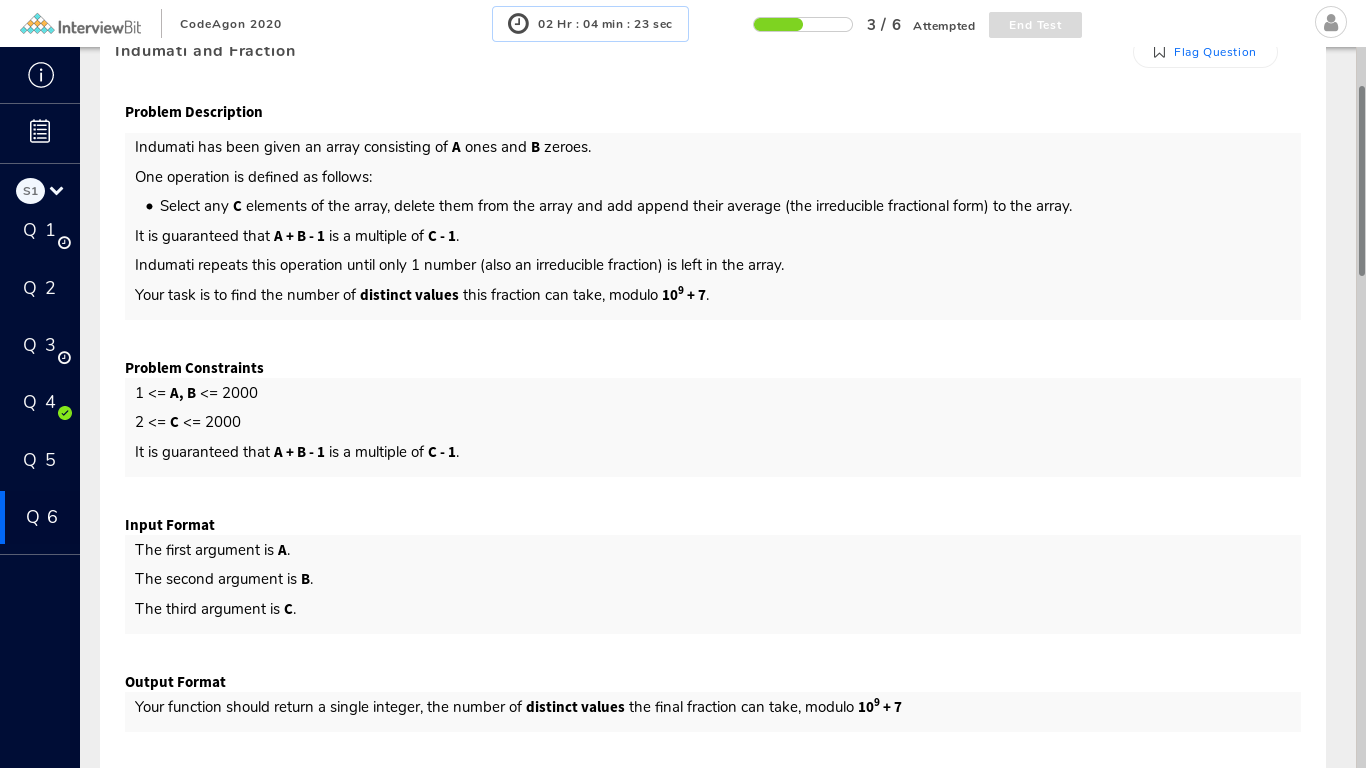 InterviewBit
CodeAgon 2020
02 Hr : 04 min : 23 sec
3 / 6 Attempted
End Test
Indumati and Fraction
Flag Question
S1
Q 1
Q 2
Q 3
Q 4
Q 5
Q 6
Problem Description
Indumati has been given an array consisting of A ones and B zeroes.
One operation is defined as follows:
• Select any C elements of the array, delete them from the array and add append their average (the irreducible fractional form) to the array.
It is guaranteed that A + B - 1 is a multiple of C - 1.
Indumati repeats this operation until only 1 number (also an irreducible fraction) is left in the array.
Your task is to find the number of distinct values this fraction can take, modulo 10⁹ + 7.
Problem Constraints
1 <= A, B <= 2000
2 <= C <= 2000
It is guaranteed that A + B - 1 is a multiple of C - 1.
Input Format
The first argument is A.
The second argument is B.
The third argument is C.
Output Format
Your function should return a single integer, the number of distinct values the final fraction can take, modulo 10⁹ + 7